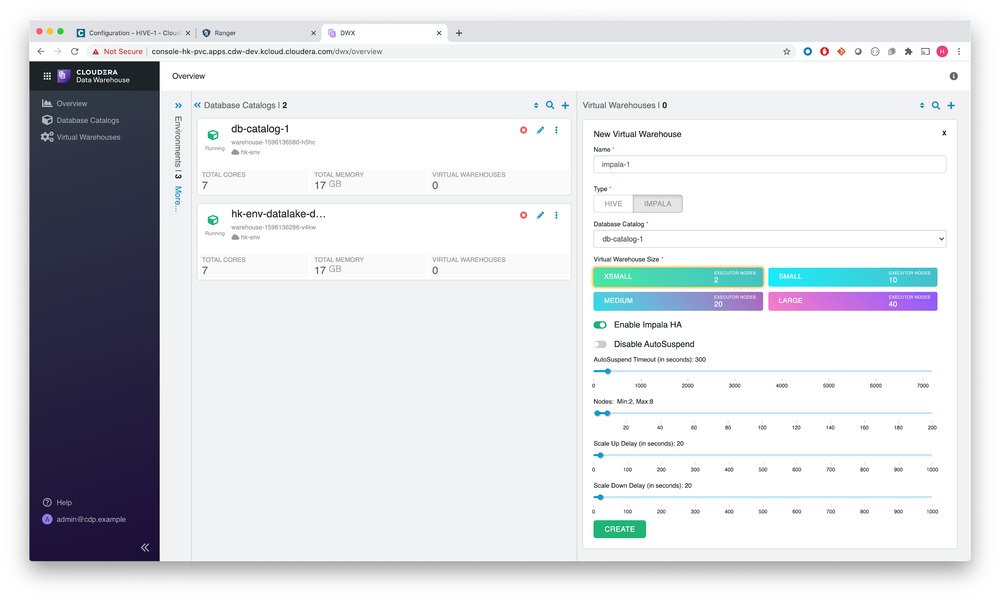 Configuration - HIVE-1 - Cloud
Ranger
DWX
Not Secure
console-hk-pvc.apps.cdw-dev.kcloud.cloudera.com/dwx/overview
H
CLOUDERA
Data Warehouse
Overview
Database Catalogs
Virtual Warehouses
Help
A
admin@cdp.example
Overview
Environments | 3 More...
Database Catalogs | 2
db-catalog-1
warehouse-1596136580-h5hc
Running
hk-env
TOTAL CORES
7
TOTAL MEMORY
17 GB
VIRTUAL WAREHOUSES
0
hk-env-datalake-d...
warehouse-1596136286-v4kw
Running
hk-env
TOTAL CORES
7
TOTAL MEMORY
17 GB
VIRTUAL WAREHOUSES
0
Virtual Warehouses | 0
New Virtual Warehouse
X
Name *
impala-1
Type *
HIVE
IMPALA
Database Catalog *
db-catalog-1
Virtual Warehouse Size *
XSMALL
EXECUTOR NODES
2
SMALL
EXECUTOR NODES
10
MEDIUM
EXECUTOR NODES
20
LARGE
EXECUTOR NODES
40
Enable Impala HA
Disable AutoSuspend
AutoSuspend Timeout (in seconds): 300
0 1000 2000 3000 4000 5000 6000 7000
Nodes: Min:2, Max:8
20 40 60 80 100 120 140 160 180 200
Scale Up Delay (in seconds): 20
0 100 200 300 400 500 600 700 800 900 1000
Scale Down Delay (in seconds): 20
0 100 200 300 400 500 600 700 800 900 1000
CREATE